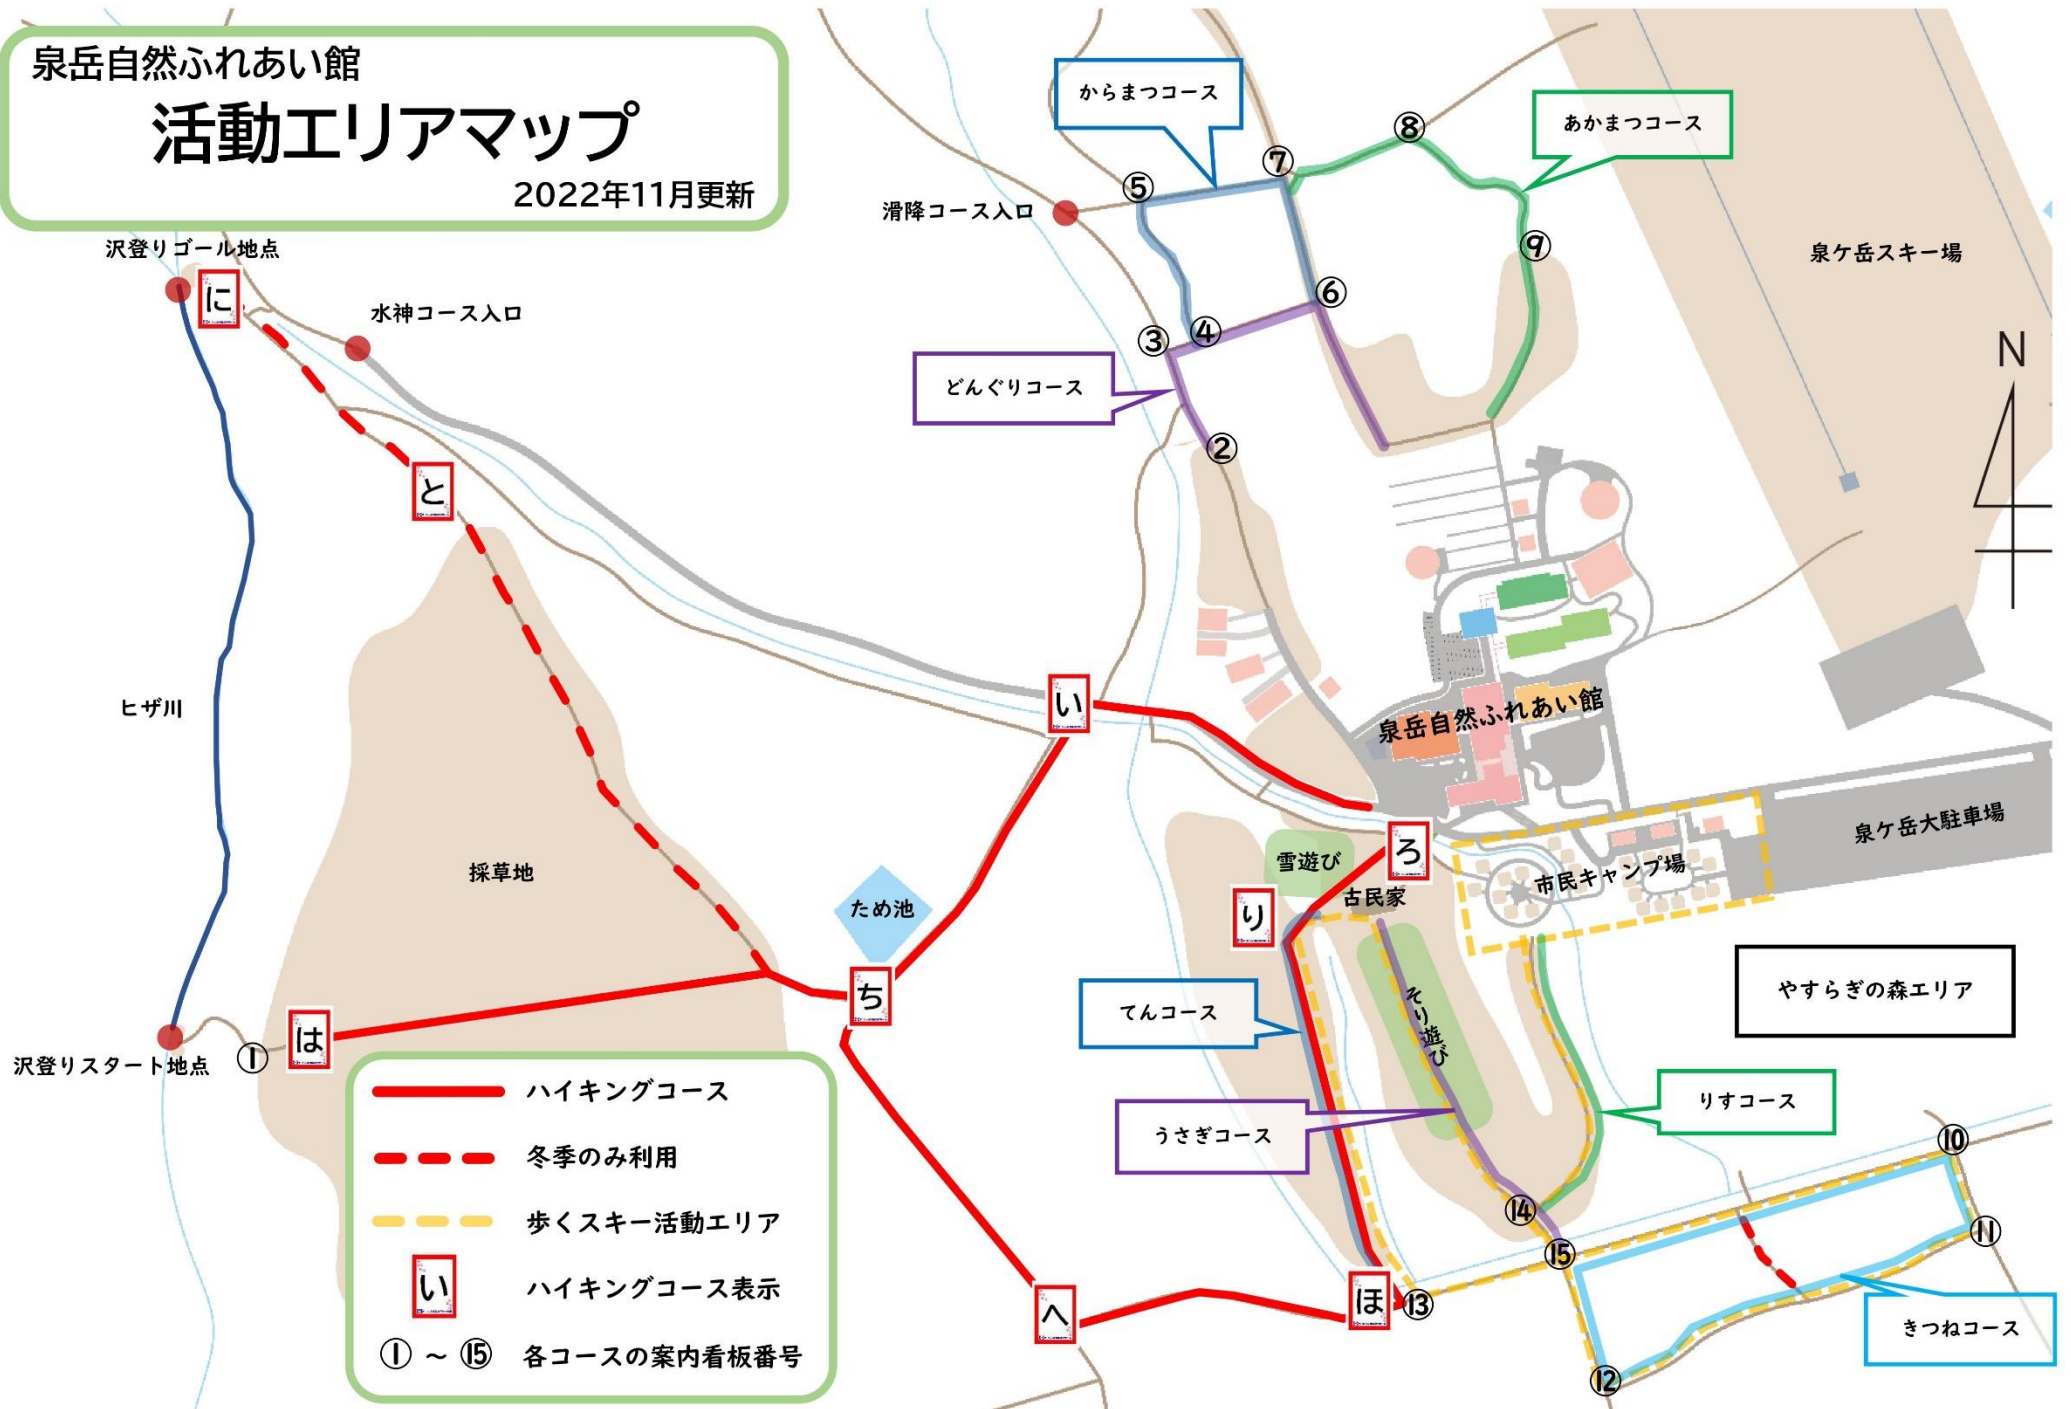 泉岳自然ふれあい館
活動エリアマップ
2022年11月更新
沢登りゴール地点
に
水神コース入口
と
ヒザ川
採草地
ため池
い
ち
は
①
沢登りスタート地点
からまつコース
あかまつコース
⑧
⑦
⑤
滑降コース入口
⑨
⑥
④
③
どんぐりコース
②
泉ケ岳スキー場
N
泉岳自然ふれあい館
泉ケ岳大駐車場
市民キャンプ場
ろ
雪遊び
古民家
り
てんコース
そり遊び
やすらぎの森エリア
うさぎコース
りすコース
⑩
⑪
⑭
⑮
⑬
ほ
へ
⑫
きつねコース
ハイキングコース
冬季のみ利用
歩くスキー活動エリア
い ハイキングコース表示
①～⑮ 各コースの案内看板番号